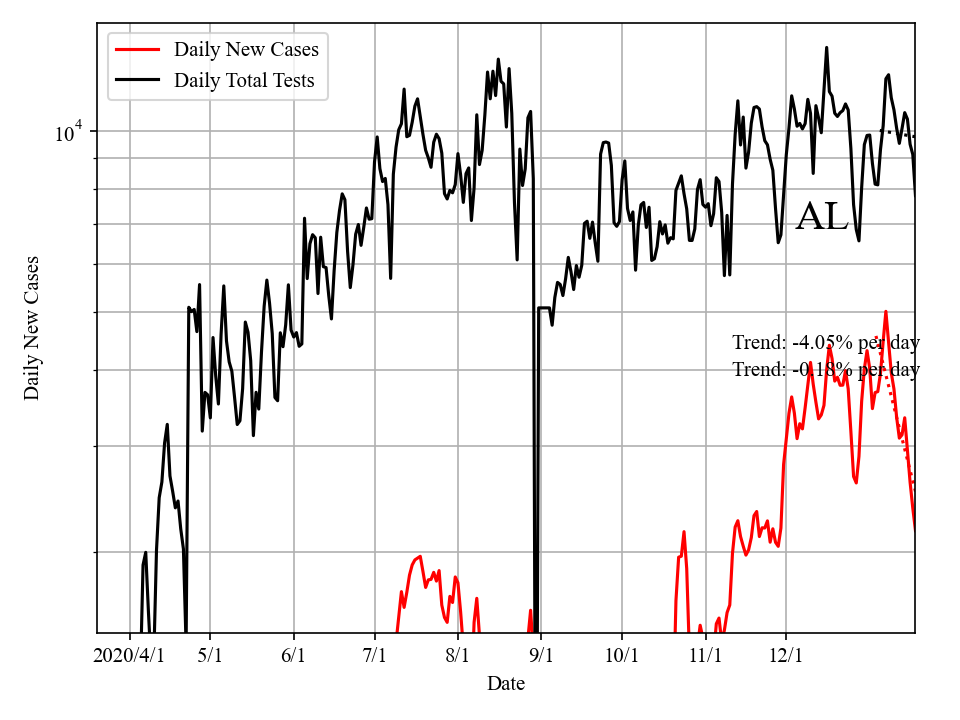 Daily New Cases
Daily Total Tests
10^4
AL
Trend: -4.05% per day
Trend: -0.18% per day
Daily New Cases
2020/4/1 5/1 6/1 7/1 8/1 9/1 10/1 11/1 12/1
Date